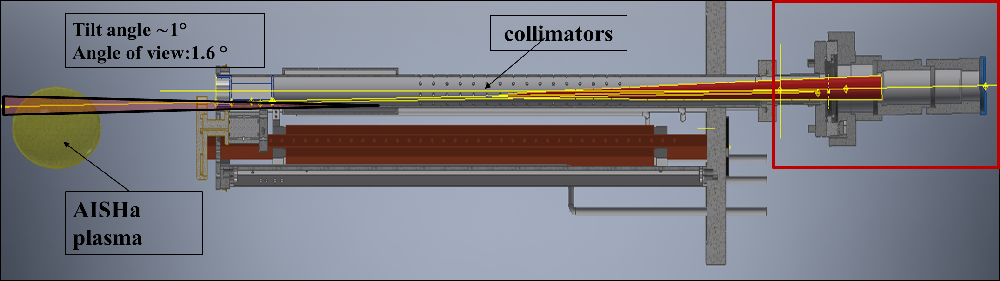 Tilt angle ~1°
Angle of view:1.6 °
collimators
AISHa
plasma